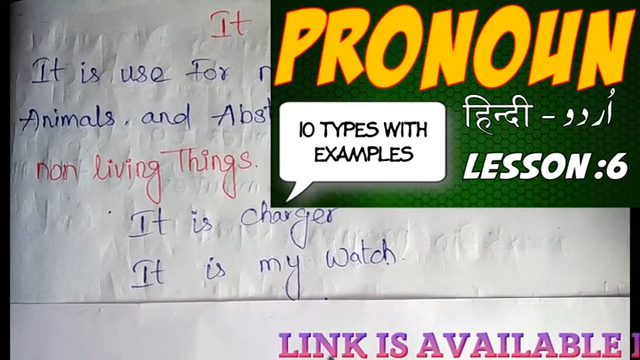 It
It is use for
Animals, and
non living Things.
It is charger
It is my watch.
PRONOUN
हिन्दी - اُردو
10 TYPES WITH
EXAMPLES
LESSON :6
LINK IS AVAILABLE